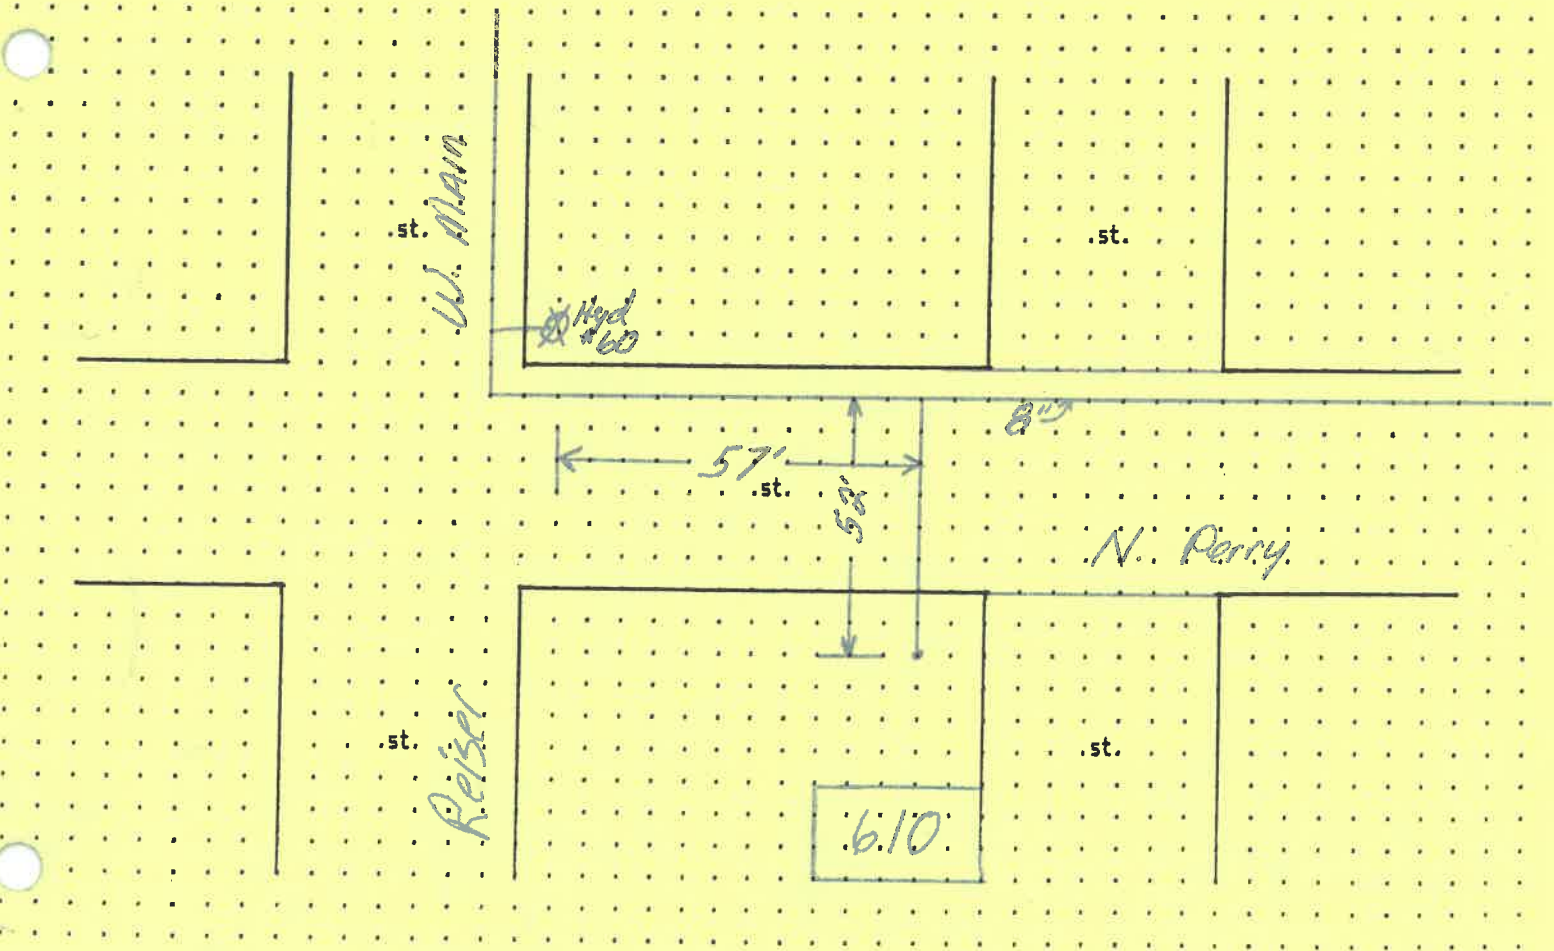 W. Main
st.
st.
Hyd
#60
8"
57'
st.
52'
N. Perry
Reiser
st.
st.
610